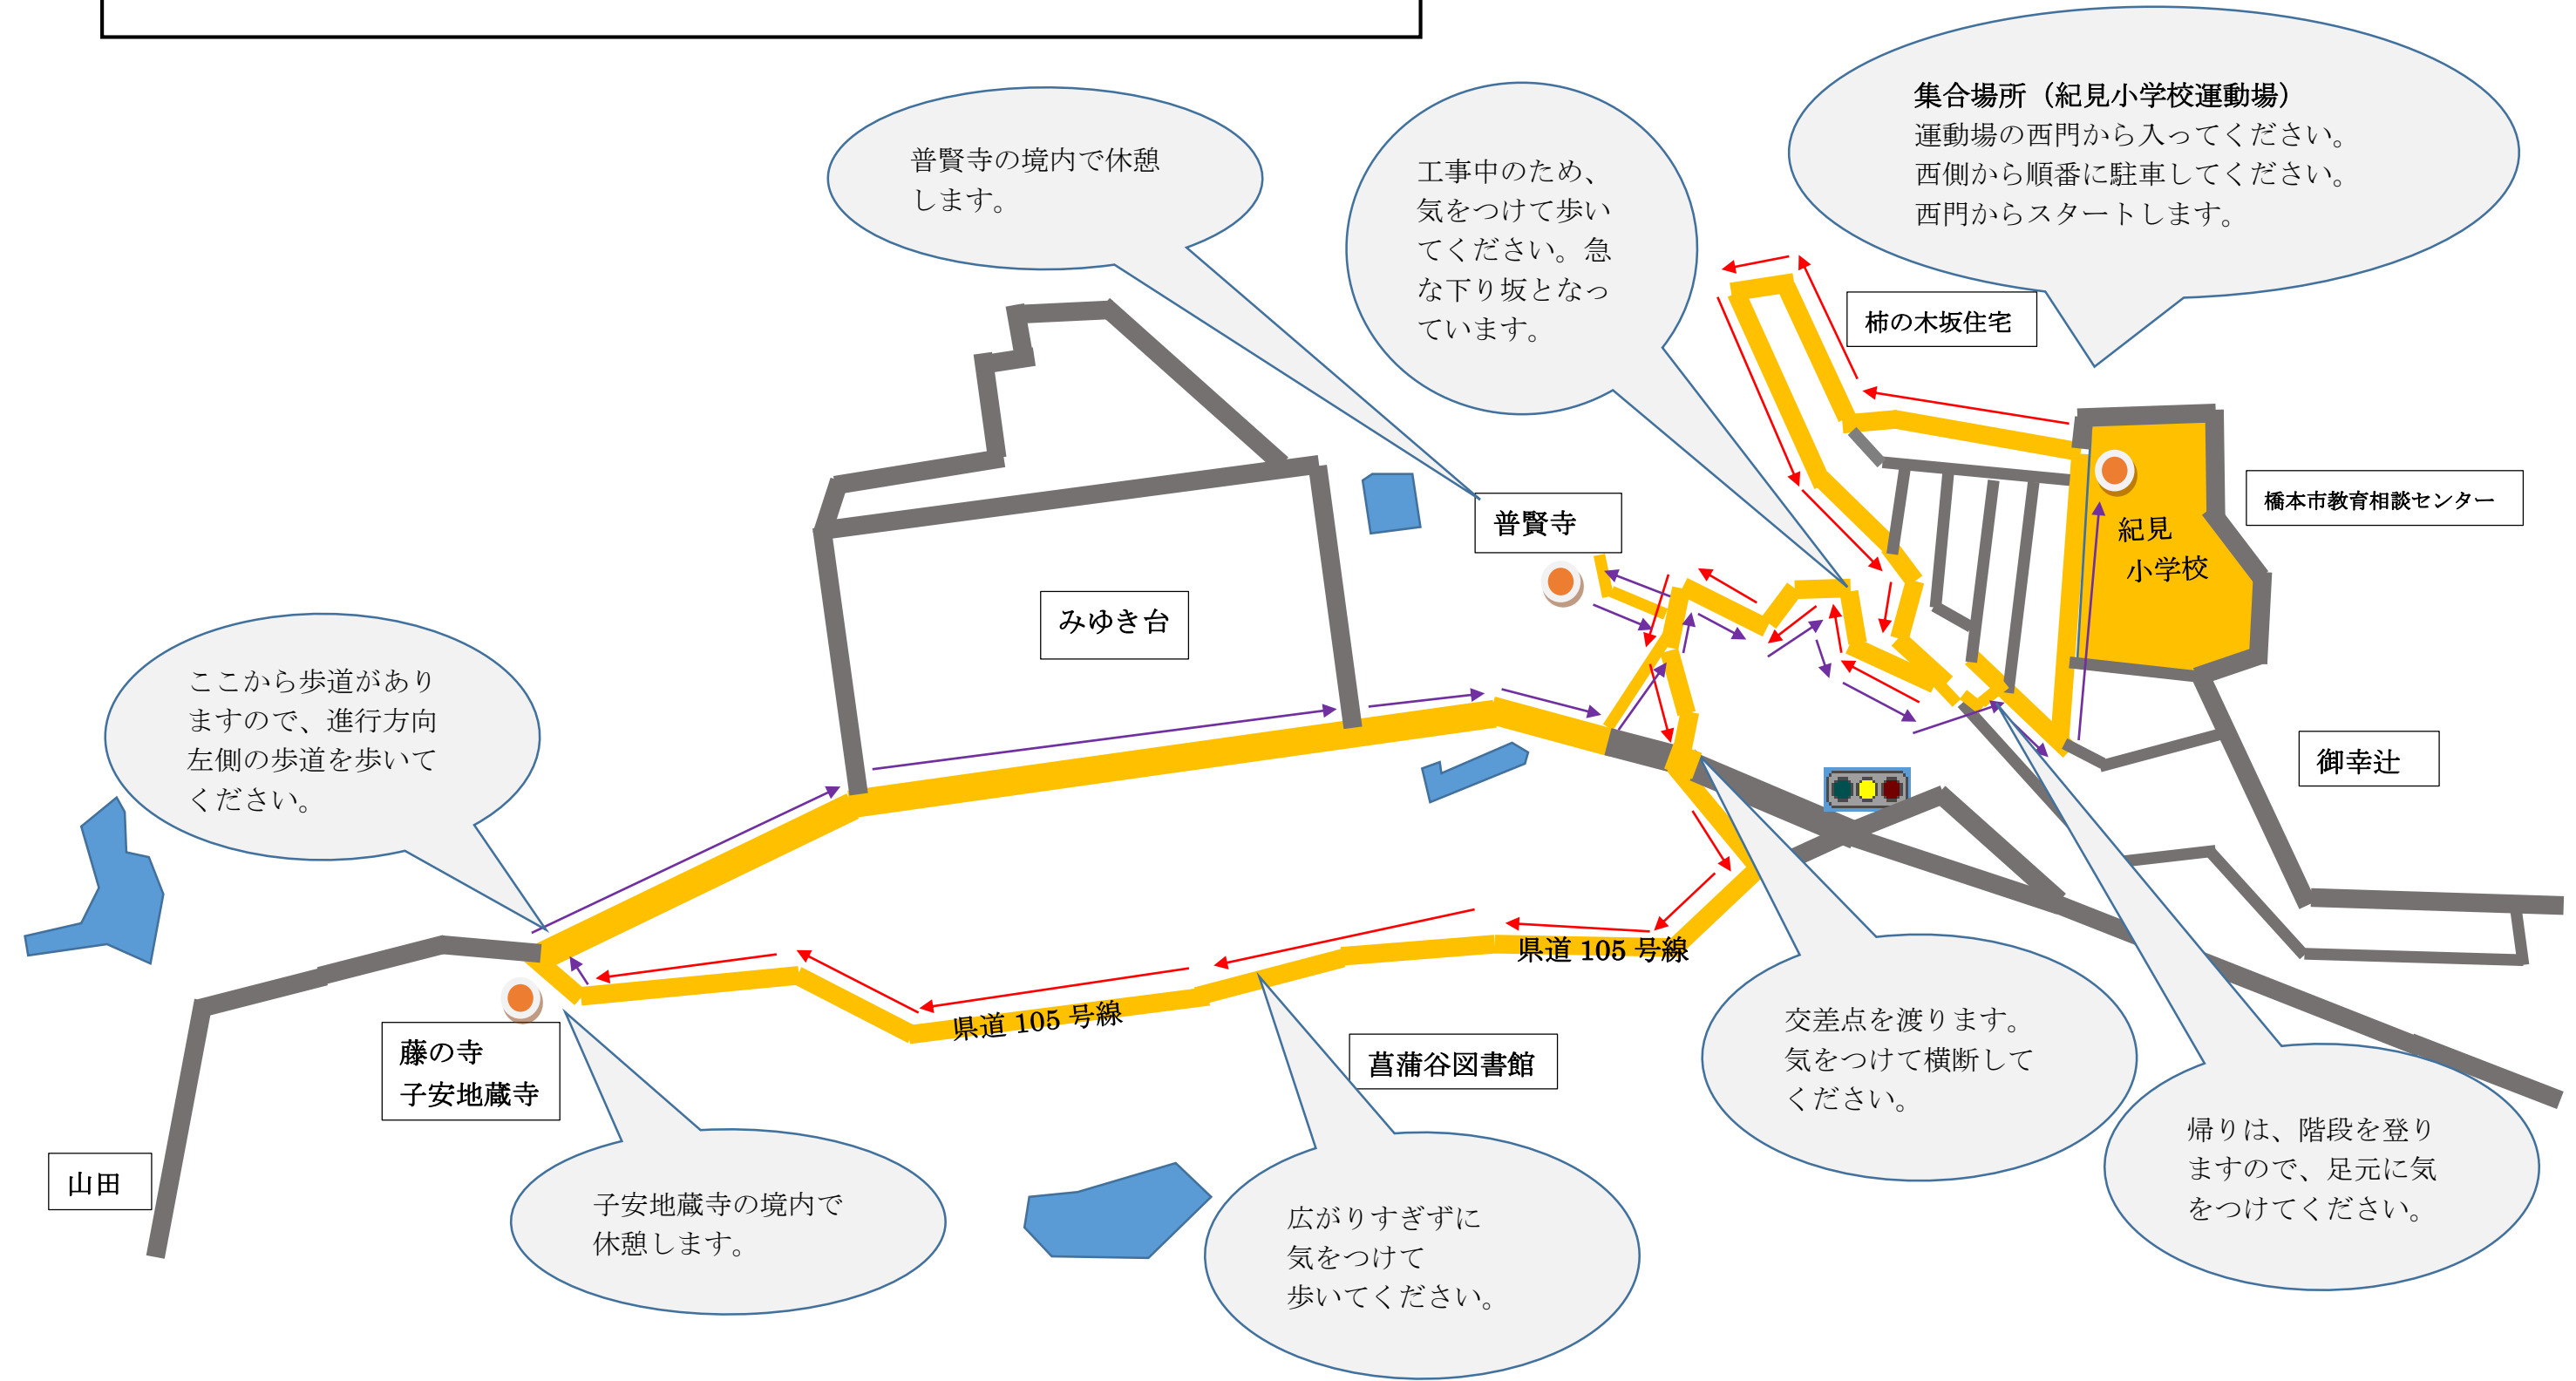 集合場所（紀見小学校運動場）
運動場の西門から入ってください。
西側から順番に駐車してください。
西門からスタートします。
普賢寺の境内で休憩
します。
工事中のため、
気をつけて歩い
てください。急
な下り坂となっ
ています。
柿の木坂住宅
橋本市教育相談センター
普賢寺
紀見
小学校
みゆき台
ここから歩道があり
ますので、進行方向
左側の歩道を歩いて
ください。
御幸辻
県道 105 号線
県道 105 号線
藤の寺
子安地蔵寺
菖蒲谷図書館
交差点を渡ります。
気をつけて横断して
ください。
山田
子安地蔵寺の境内で
休憩します。
広がりすぎずに
気をつけて
歩いてください。
帰りは、階段を登り
ますので、足元に気
をつけてください。